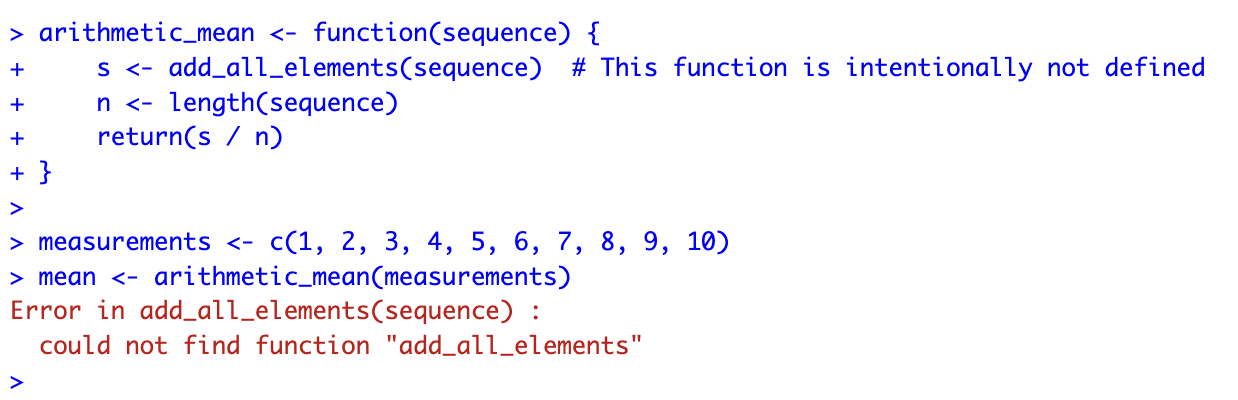 > arithmetic_mean <- function(sequence) {
+     s <- add_all_elements(sequence)  # This function is intentionally not defined
+     n <- length(sequence)
+     return(s / n)
+ }
>
> measurements <- c(1, 2, 3, 4, 5, 6, 7, 8, 9, 10)
> mean <- arithmetic_mean(measurements)
Error in add_all_elements(sequence) :
  could not find function "add_all_elements"
>